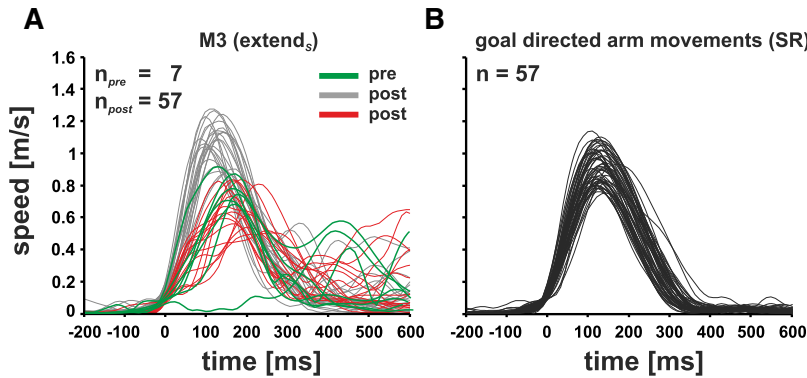 A
M3 (extends)
n pre = 7
n post = 57
pre
post
post
speed [m/s]
1.6
1.4
1.2
1
0.8
0.6
0.4
0.2
0
-200 -100 0 100 200 300 400 500 600
time [ms]
B
goal directed arm movements (SR)
n = 57
-200 -100 0 100 200 300 400 500 600
time [ms]